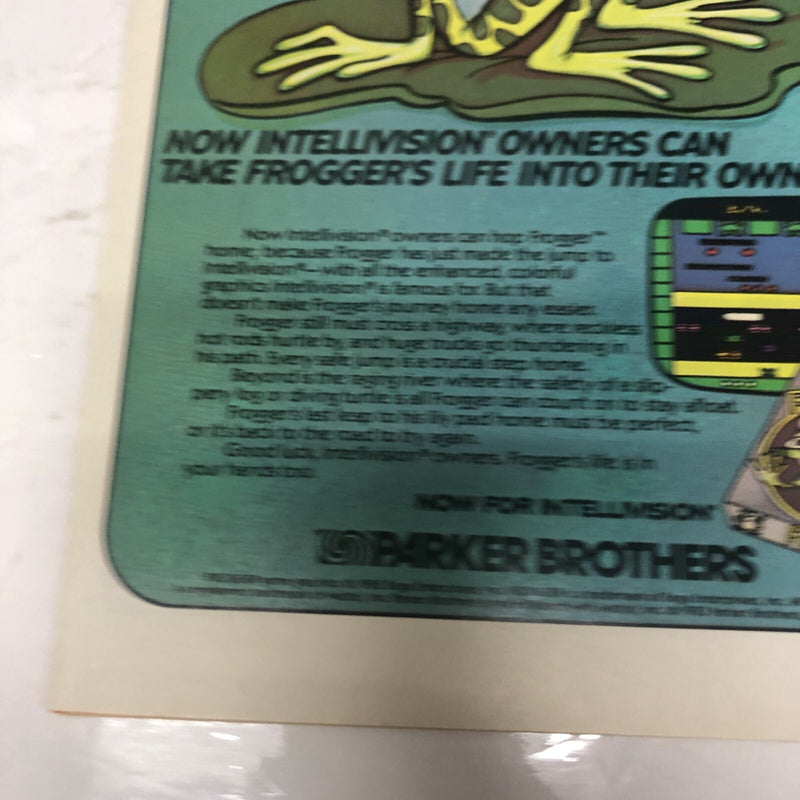 NOW INTELLIVISION® OWNERS CAN
TAKE FROGGER'S LIFE INTO THEIR OWN
Now Intellivision® owners can hop Frogger™
home, because Frogger has just made the jump to
Intellivision®—with all the enhanced, colorful
graphics Intellivision® is famous for. But that
doesn't make Frogger's journey home any easier.
Frogger still must cross a highway where reckless
hot rods hurtle by and huge trucks go thundering in
his path. Every safe jump is a crucial step home.
Beyond is the raging river where the safety of a slip-
pery log or diving turtle is all Frogger can count on to stay afloat.
Frogger's last leap to his lily pad home must be perfect,
or it's back to the road to try again.
Good luck, Intellivision® owners. Frogger's life is in
your hands too.
NOW FOR INTELLIVISION®
PARKER BROTHERS